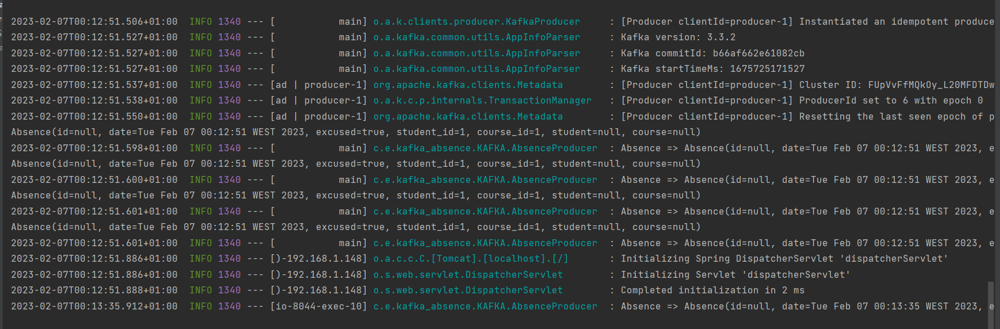 2023-02-07T00:12:51.506+01:00  INFO 1340 --- [           main] o.a.k.clients.producer.KafkaProducer     : [Producer clientId=producer-1] Instantiated an idempotent produce
2023-02-07T00:12:51.527+01:00  INFO 1340 --- [           main] o.a.kafka.common.utils.AppInfoParser     : Kafka version: 3.3.2
2023-02-07T00:12:51.527+01:00  INFO 1340 --- [           main] o.a.kafka.common.utils.AppInfoParser     : Kafka commitId: b66af662e61082cb
2023-02-07T00:12:51.527+01:00  INFO 1340 --- [           main] o.a.kafka.common.utils.AppInfoParser     : Kafka startTimeMs: 1675725171527
2023-02-07T00:12:51.537+01:00  INFO 1340 --- [ad | producer-1] org.apache.kafka.clients.Metadata        : [Producer clientId=producer-1] Cluster ID: FUpVvFfMQkOy_L20MFDTDw
2023-02-07T00:12:51.538+01:00  INFO 1340 --- [ad | producer-1] o.a.k.c.p.internals.TransactionManager   : [Producer clientId=producer-1] ProducerId set to 6 with epoch 0
2023-02-07T00:12:51.550+01:00  INFO 1340 --- [ad | producer-1] org.apache.kafka.clients.Metadata        : [Producer clientId=producer-1] Resetting the last seen epoch of p
Absence(id=null, date=Tue Feb 07 00:12:51 WEST 2023, excused=true, student_id=1, course_id=1, student=null, course=null)
2023-02-07T00:12:51.598+01:00  INFO 1340 --- [           main] c.e.kafka_absence.KAFKA.AbsenceProducer  : Absence => Absence(id=null, date=Tue Feb 07 00:12:51 WEST 2023, e
Absence(id=null, date=Tue Feb 07 00:12:51 WEST 2023, excused=true, student_id=1, course_id=1, student=null, course=null)
2023-02-07T00:12:51.600+01:00  INFO 1340 --- [           main] c.e.kafka_absence.KAFKA.AbsenceProducer  : Absence => Absence(id=null, date=Tue Feb 07 00:12:51 WEST 2023, e
Absence(id=null, date=Tue Feb 07 00:12:51 WEST 2023, excused=true, student_id=1, course_id=1, student=null, course=null)
2023-02-07T00:12:51.601+01:00  INFO 1340 --- [           main] c.e.kafka_absence.KAFKA.AbsenceProducer  : Absence => Absence(id=null, date=Tue Feb 07 00:12:51 WEST 2023, e
Absence(id=null, date=Tue Feb 07 00:12:51 WEST 2023, excused=true, student_id=1, course_id=1, student=null, course=null)
2023-02-07T00:12:51.601+01:00  INFO 1340 --- [           main] c.e.kafka_absence.KAFKA.AbsenceProducer  : Absence => Absence(id=null, date=Tue Feb 07 00:12:51 WEST 2023, e
2023-02-07T00:12:51.886+01:00  INFO 1340 --- [)-192.168.1.148] o.a.c.c.C.[Tomcat].[localhost].[/]       : Initializing Spring DispatcherServlet 'dispatcherServlet'
2023-02-07T00:12:51.886+01:00  INFO 1340 --- [)-192.168.1.148] o.s.web.servlet.DispatcherServlet        : Initializing Servlet 'dispatcherServlet'
2023-02-07T00:12:51.888+01:00  INFO 1340 --- [)-192.168.1.148] o.s.web.servlet.DispatcherServlet        : Completed initialization in 2 ms
2023-02-07T00:13:35.912+01:00  INFO 1340 --- [io-8044-exec-10] c.e.kafka_absence.KAFKA.AbsenceProducer  : Absence => Absence(id=null, date=Tue Feb 07 00:13:35 WEST 2023, e